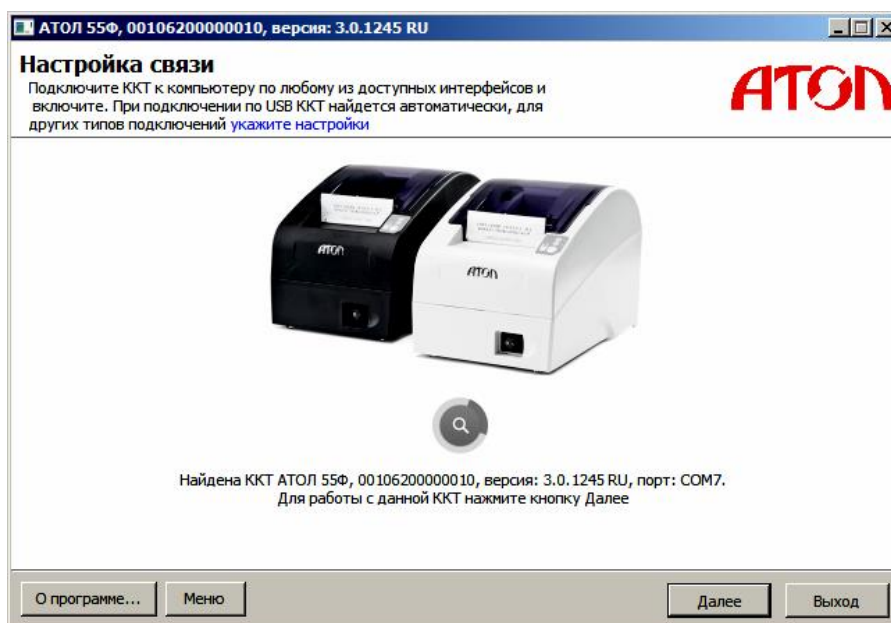 АТОЛ 55Ф, 00106200000010, версия: 3.0.1245 RU
Настройка связи
Подключите ККТ к компьютеру по любому из доступных интерфейсов и
включите. При подключении по USB ККТ найдется автоматически, для
других типов подключений укажите настройки
АТОЛ
АТОЛ
АТОЛ
Найдена ККТ АТОЛ 55Ф, 00106200000010, версия: 3.0.1245 RU, порт: COM7.
Для работы с данной ККТ нажмите кнопку Далее
О программе...
Меню
Далее
Выход